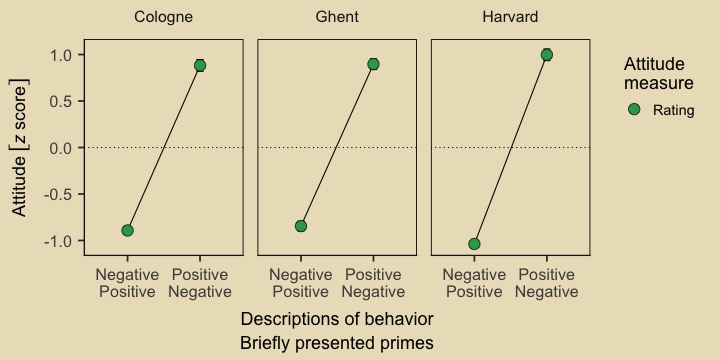 Cologne Ghent Harvard
1.0
0.5
0.0
-0.5
-1.0
Attitude [ z score ]
Negative Positive Negative Positive Negative Positive
Positive Negative Positive Negative Positive Negative
Descriptions of behavior
Briefly presented primes
Attitude
measure
Rating